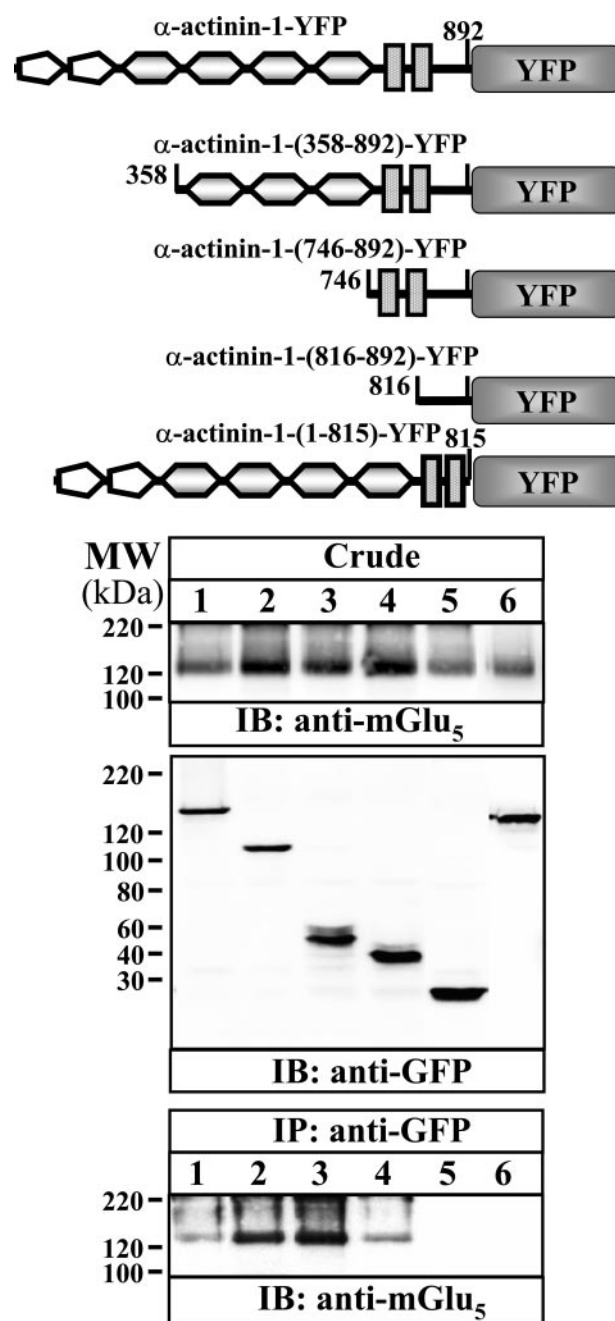 α-actinin-1-YFP
892
YFP
α-actinin-1-(358-892)-YFP
358
YFP
α-actinin-1-(746-892)-YFP
746
YFP
α-actinin-1-(816-892)-YFP
816
YFP
α-actinin-1-(1-815)-YFP
815
YFP
MW
(kDa)
Crude
1 2 3 4 5 6
220
120
100
IB: anti-mGlu5
220
120
100
80
60
40
30
IB: anti-GFP
IP: anti-GFP
1 2 3 4 5 6
220
120
100
IB: anti-mGlu5